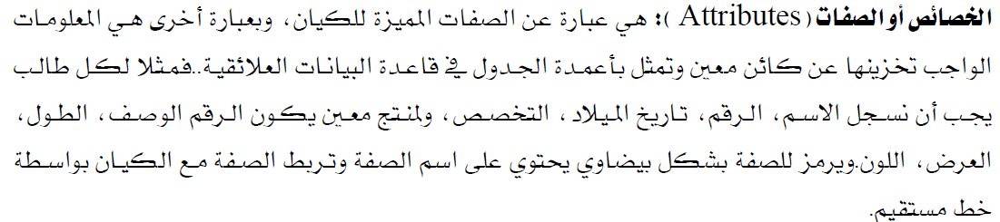 الخصائص أو الصفات (Attributes ): هي عبارة عن الصفات المميزة للكيان، وبعبارة أخرى هي المعلومات
الواجب تخزينها عن كائن معين وتمثل بأعمدة الجدول في قاعدة البيانات العلائقية..فمثلا لكل طالب
يجب أن نسجل الاسم، الرقم، تاريخ الميلاد، التخصص، ولمنتج معين يكون الرقم الوصف، الطول،
العرض، اللون.ويرمز للصفة بشكل بيضاوي يحتوي على اسم الصفة وتربط الصفة مع الكيان بواسطة
خط مستقيم.